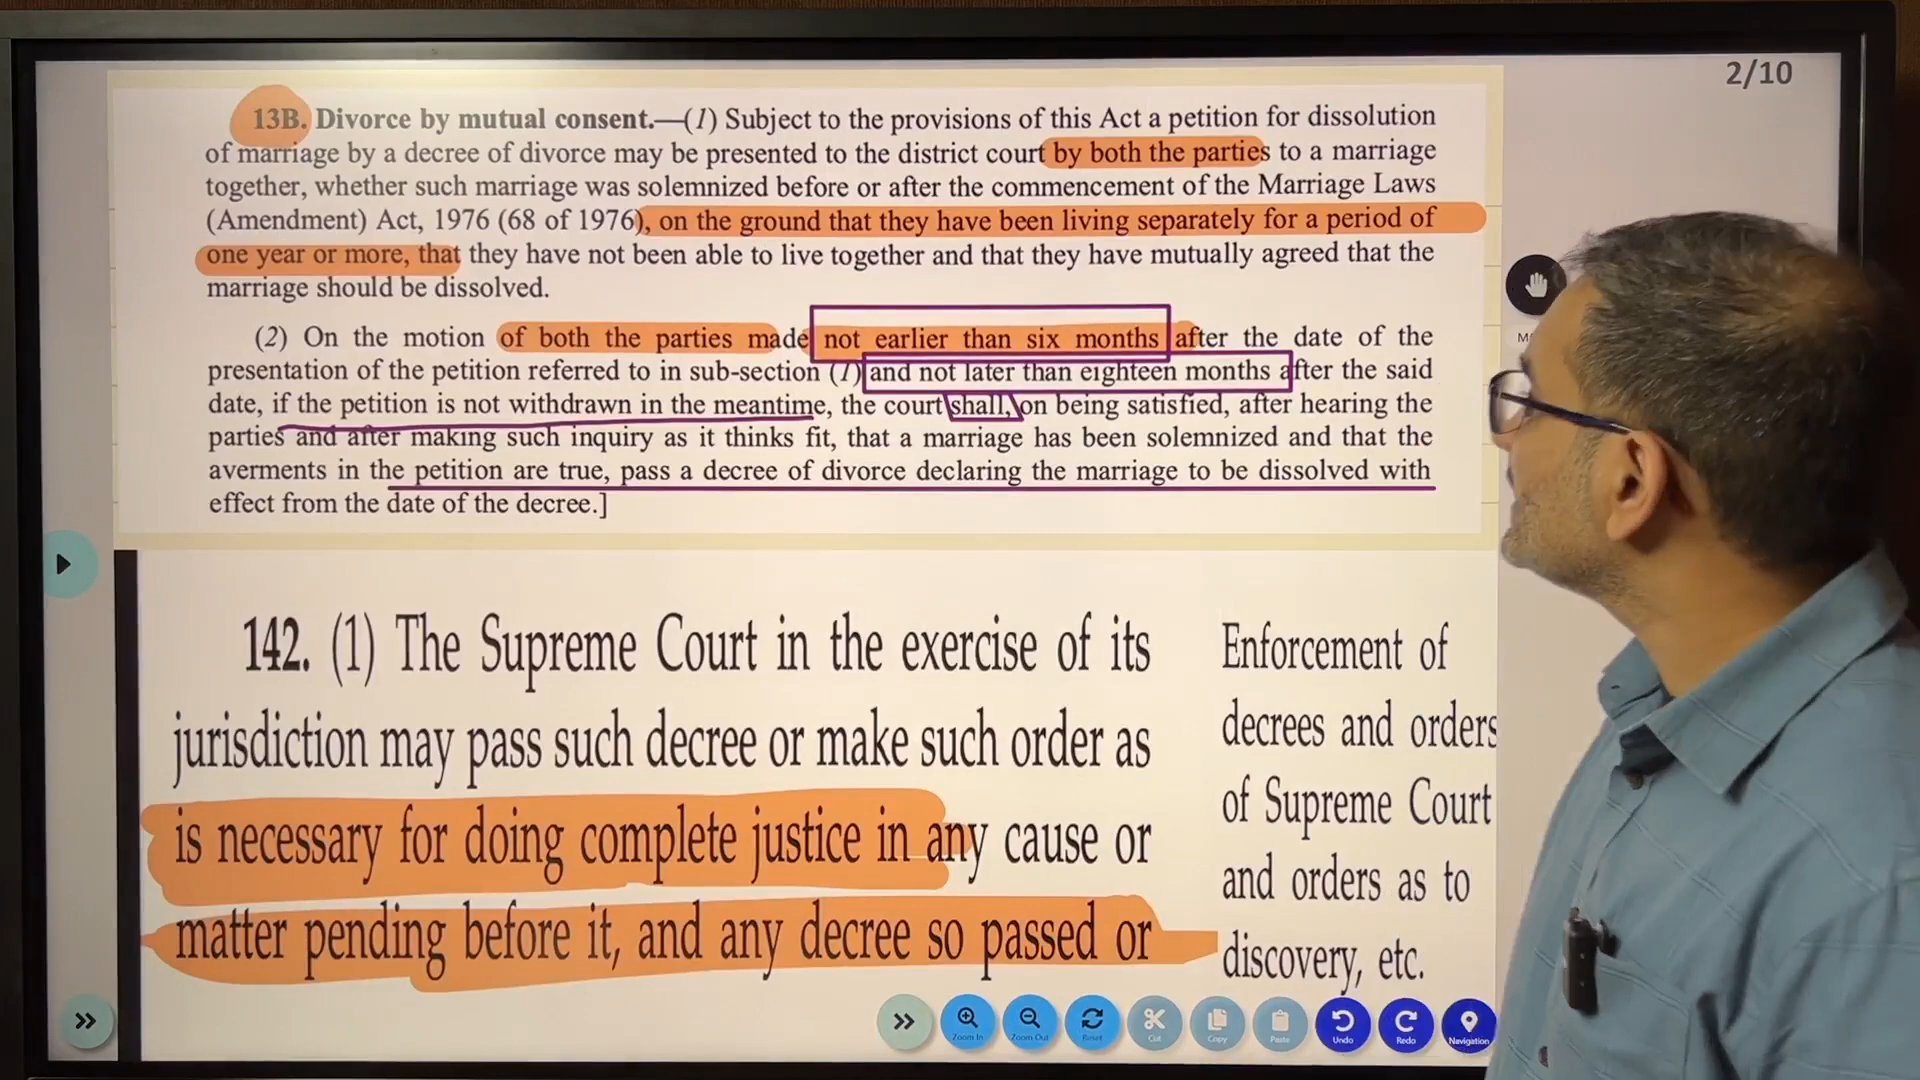 2/10
13B. Divorce by mutual consent.—(1) Subject to the provisions of this Act a petition for dissolution
of marriage by a decree of divorce may be presented to the district court by both the parties to a marriage
together, whether such marriage was solemnized before or after the commencement of the Marriage Laws
(Amendment) Act, 1976 (68 of 1976), on the ground that they have been living separately for a period of
one year or more, that they have not been able to live together and that they have mutually agreed that the
marriage should be dissolved.
(2) On the motion of both the parties made not earlier than six months after the date of the
presentation of the petition referred to in sub-section (1) and not later than eighteen months after the said
date, if the petition is not withdrawn in the meantime, the court shall, on being satisfied, after hearing the
parties and after making such inquiry as it thinks fit, that a marriage has been solemnized and that the
averments in the petition are true, pass a decree of divorce declaring the marriage to be dissolved with
effect from the date of the decree.]
142. (1) The Supreme Court in the exercise of its
jurisdiction may pass such decree or make such order as
is necessary for doing complete justice in any cause or
matter pending before it, and any decree so passed or
Enforcement of
decrees and orders
of Supreme Court
and orders as to
discovery, etc.
Zoom In Zoom Out Reset Cut Copy Paste Undo Redo Navigation